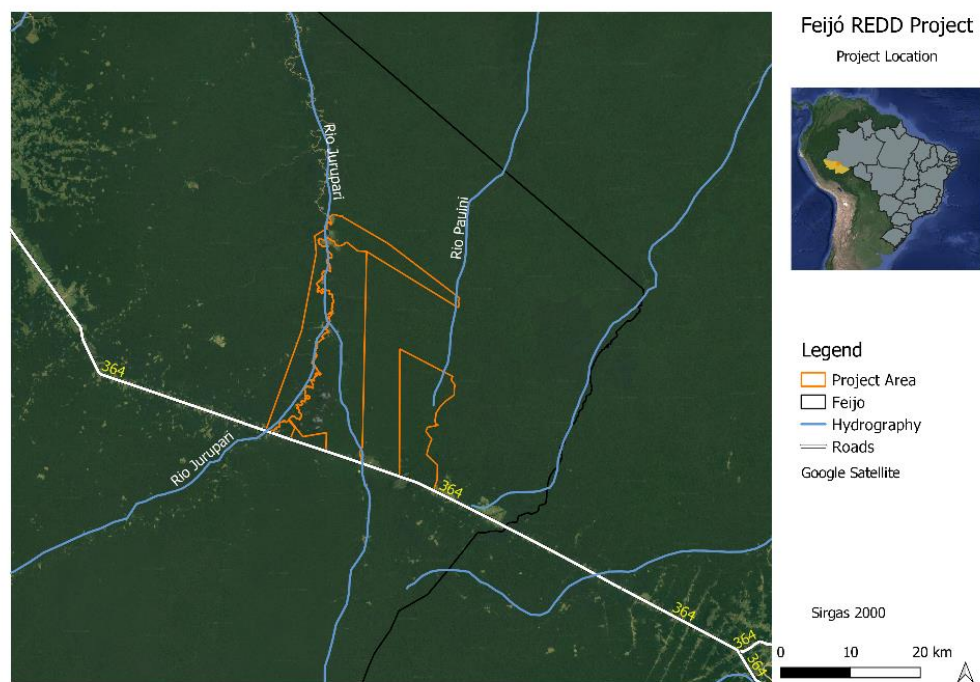 Feijó REDD Project
Project Location
Rio Jurupari
Rio Pauini
364
Rio Jurupari
364
364
364
364
Legend
Project Area
Feijo
Hydrography
Roads
Google Satellite
Sirgas 2000
0 10 20 km